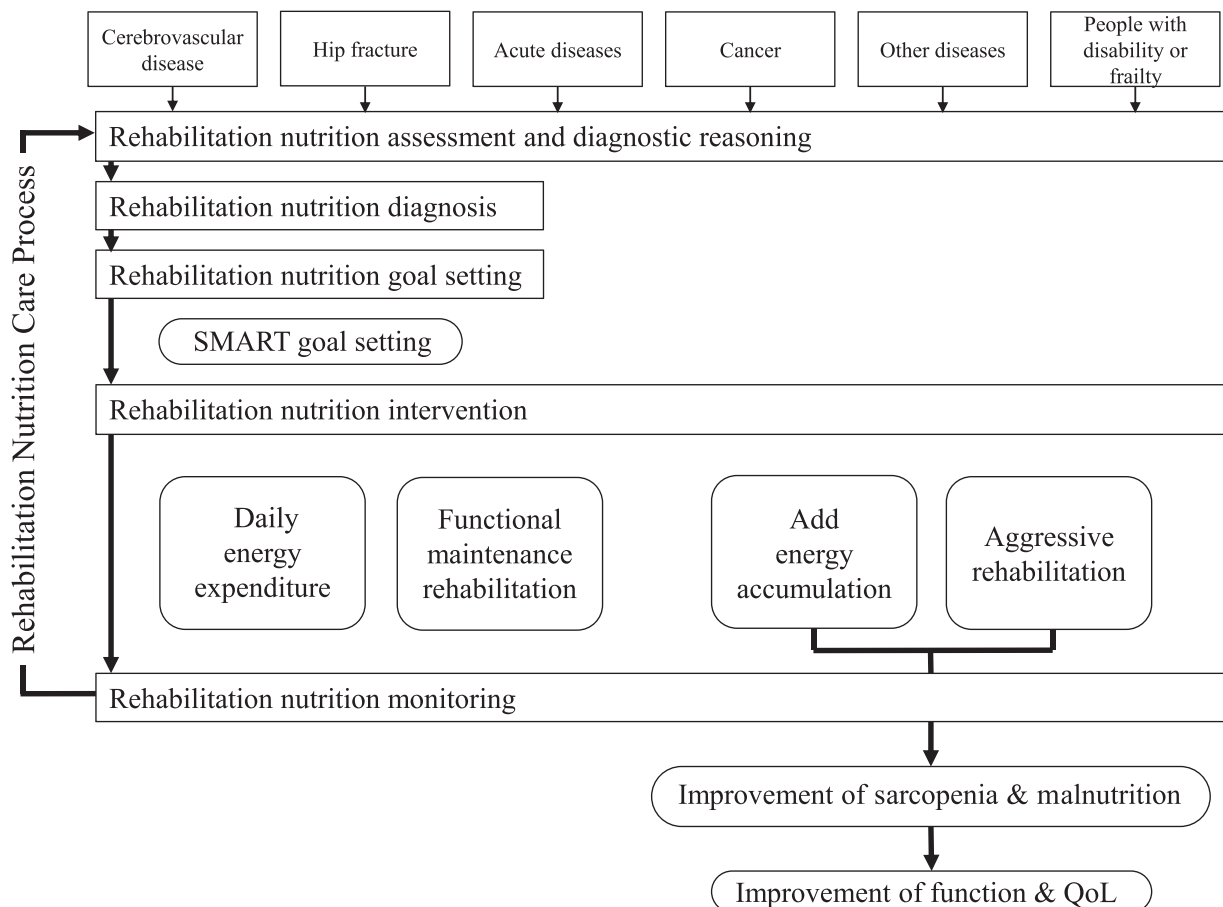 Cerebrovascular
disease
Hip fracture
Acute diseases
Cancer
Other diseases
People with
disability or
frailty
Rehabilitation Nutrition Care Process
Rehabilitation nutrition assessment and diagnostic reasoning
Rehabilitation nutrition diagnosis
Rehabilitation nutrition goal setting
SMART goal setting
Rehabilitation nutrition intervention
Daily
energy
expenditure
Functional
maintenance
rehabilitation
Add
energy
accumulation
Aggressive
rehabilitation
Rehabilitation nutrition monitoring
Improvement of sarcopenia & malnutrition
Improvement of function & QoL